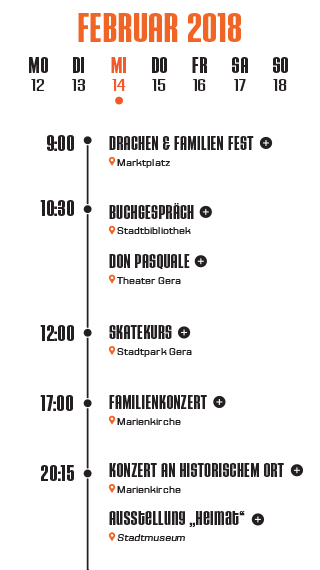 FEBRUAR 2018
MO DI MI DO FR SA SO
12 13 14 15 16 17 18
9:00 DRACHEN & FAMILIEN FEST
Marktplatz
10:30 BUCHGESPRÄCH
Stadtbibliothek
DON PASQUALE
Theater Gera
12:00 SKATEKURS
Stadtpark Gera
17:00 FAMILIENKONZERT
Marienkirche
20:15 KONZERT AN HISTORISCHEM ORT
Marienkirche
AUSSTELLUNG „HEIMAT“
Stadtmuseum